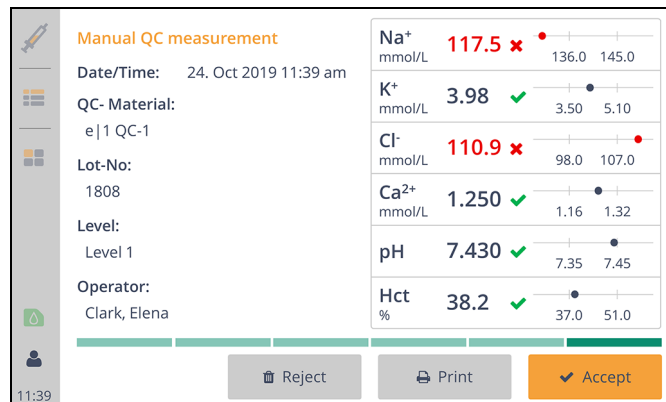 Manual QC measurement
Date/Time: 24. Oct 2019 11:39 am
QC- Material:
e|1 QC-1
Lot-No:
1808
Level:
Level 1
Operator:
Clark, Elena
Na⁺
mmol/L
117.5
136.0 145.0
K⁺
mmol/L
3.98
3.50 5.10
Cl⁻
mmol/L
110.9
98.0 107.0
Ca²⁺
mmol/L
1.250
1.16 1.32
pH
7.430
7.35 7.45
Hct
%
38.2
37.0 51.0
Reject
Print
Accept
11:39